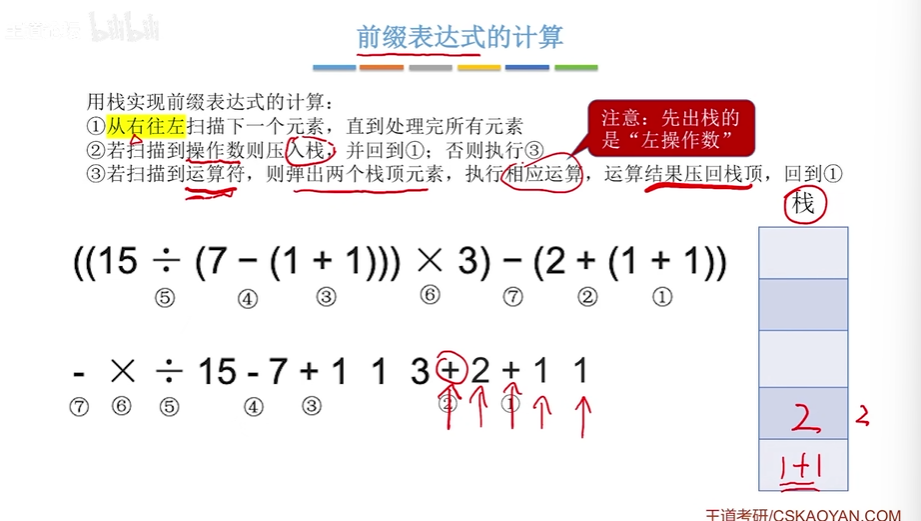 王道论坛 bilibili
前缀表达式的计算
用栈实现前缀表达式的计算：
①从右往左扫描下一个元素，直到处理完所有元素
②若扫描到操作数则压入栈，并回到①；否则执行③
③若扫描到运算符，则弹出两个栈顶元素，执行相应运算，运算结果压回栈顶，回到①
注意：先出栈的
是“左操作数”
栈
((15 ÷ (7 − (1 + 1))) × 3) − (2 + (1 + 1))
⑤ ④ ③ ⑥ ⑦ ② ①
- × ÷ 15 - 7 + 1 1 3 + 2 + 1 1
⑦ ⑥ ⑤ ④ ③ ② ①
2 2
1+1
王道考研/CSKAOYAN.COM